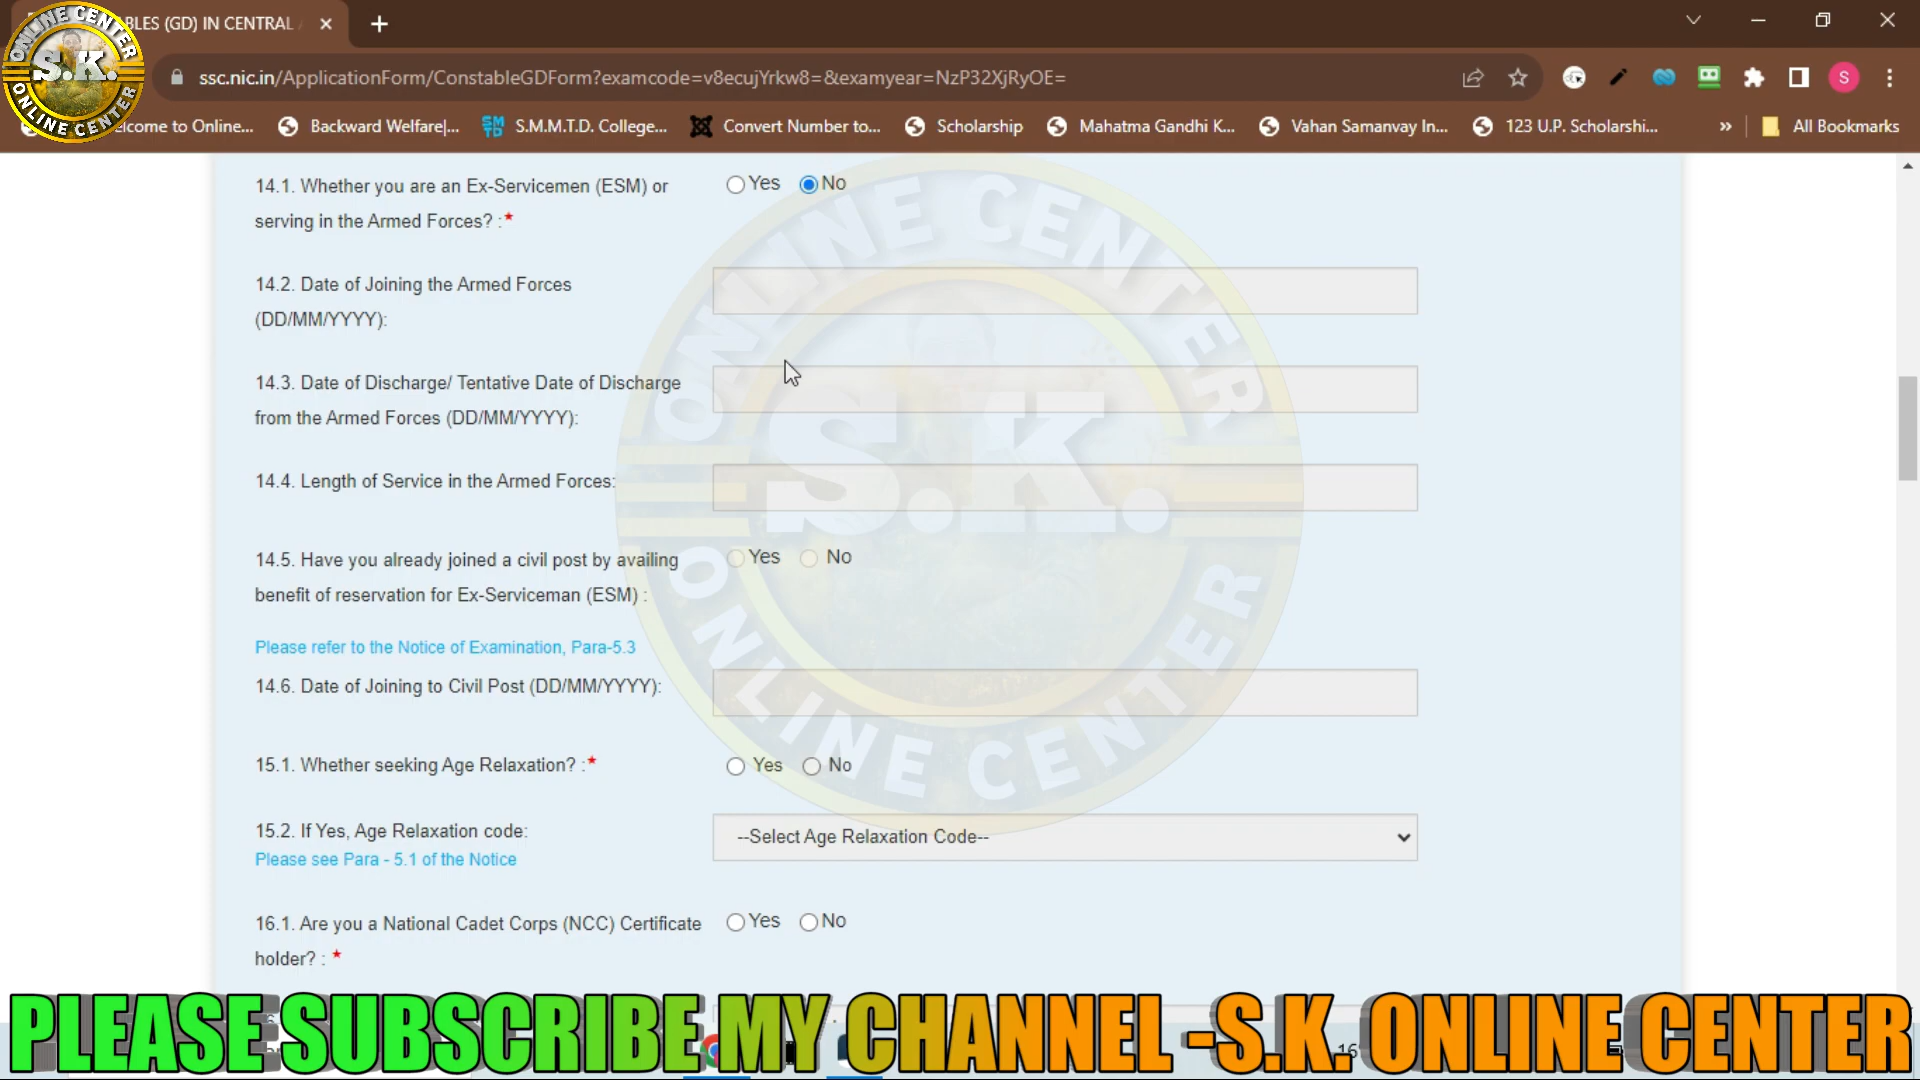 BLES (GD) IN CENTRAL
ssc.nic.in/ApplicationForm/ConstableGDForm?examcode=v8ecujYrkw8=&examyear=NzP32XjRyOE=
S
ONLINE CENTER
S.K.
ONLINE CENTER
elcome to Online...
Backward Welfare|...
S.M.M.T.D. College...
Convert Number to...
Scholarship
Mahatma Gandhi K...
Vahan Samanvay In...
123 U.P. Scholarshi...
»
All Bookmarks
14.1. Whether you are an Ex-Servicemen (ESM) or
serving in the Armed Forces? :*
Yes No
14.2. Date of Joining the Armed Forces
(DD/MM/YYYY):
14.3. Date of Discharge/ Tentative Date of Discharge
from the Armed Forces (DD/MM/YYYY):
14.4. Length of Service in the Armed Forces:
14.5. Have you already joined a civil post by availing
benefit of reservation for Ex-Serviceman (ESM) :
Yes No
Please refer to the Notice of Examination, Para-5.3
14.6. Date of Joining to Civil Post (DD/MM/YYYY):
15.1. Whether seeking Age Relaxation? :*
Yes No
15.2. If Yes, Age Relaxation code:
--Select Age Relaxation Code--
Please see Para - 5.1 of the Notice
16.1. Are you a National Cadet Corps (NCC) Certificate
holder? : *
Yes No
ONLINE CENTER
S.K.
ONLINE CENTER
PLEASE SUBSCRIBE MY CHANNEL -S.K. ONLINE CENTER